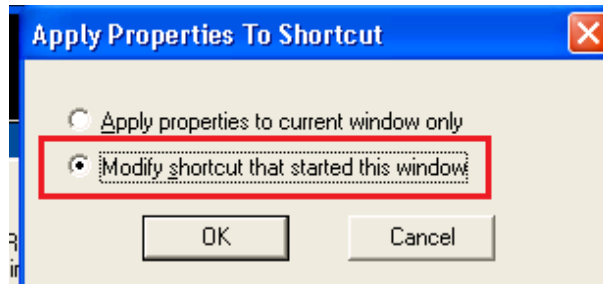 Apply Properties To Shortcut
Apply properties to current window only
Modify shortcut that started this window
OK
Cancel